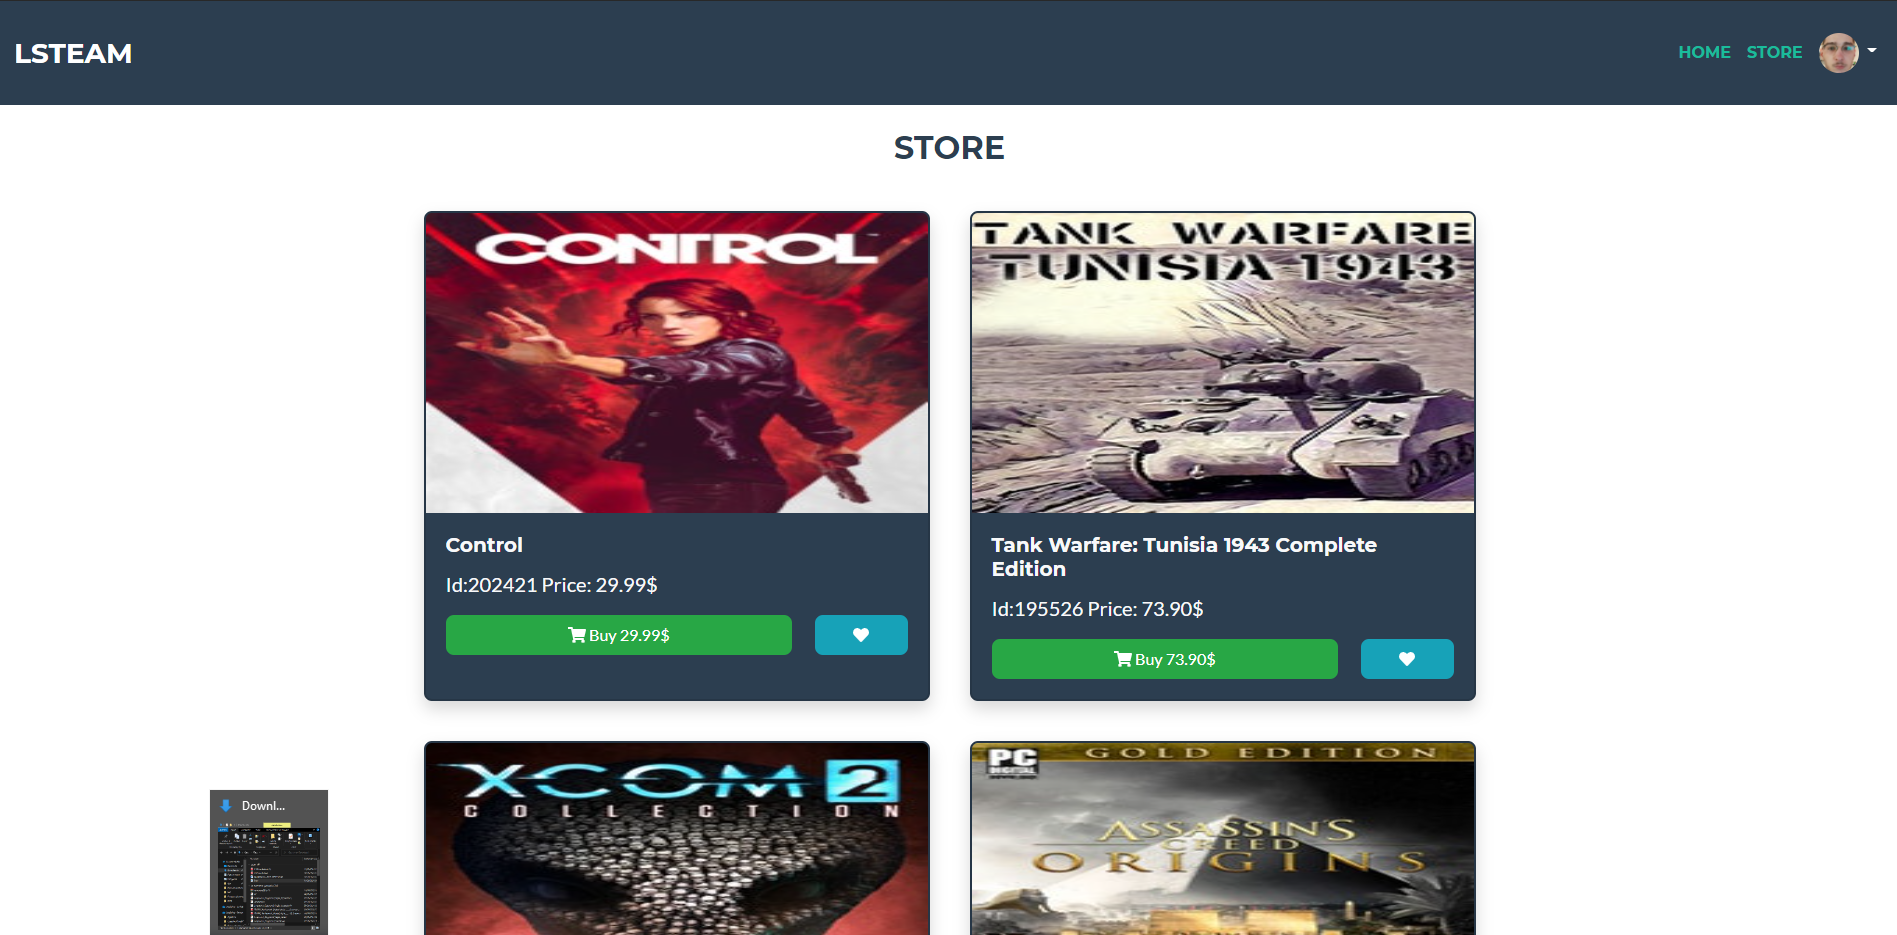 LSTEAM
HOME STORE
STORE
CONTROL
TANK WARFARE
TUNISIA 1943
Control
Id:202421 Price: 29.99$
Buy 29.99$
Tank Warfare: Tunisia 1943 Complete
Edition
Id:195526 Price: 73.90$
Buy 73.90$
XCOM 2
COLLECTION
PC
DIGITAL
GOLD EDITION
ASSASSIN'S
CREED
ORIGINS
Downl...